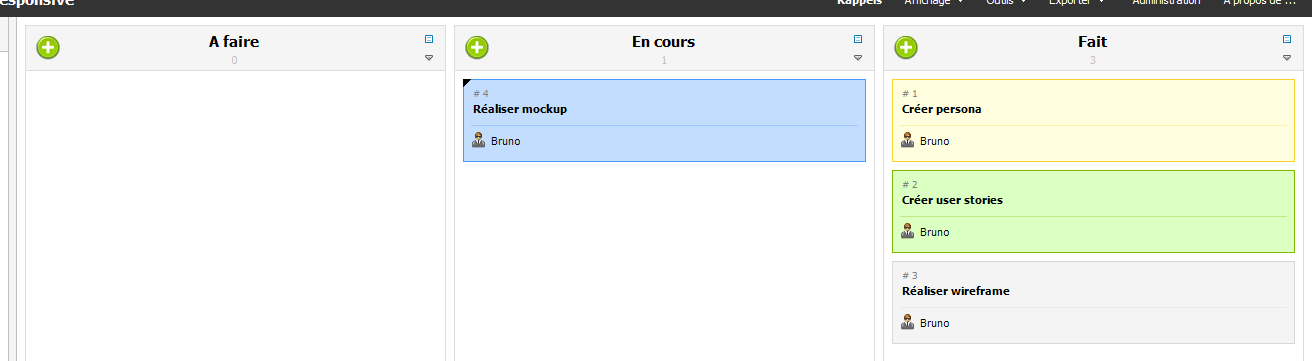 esponsive
Rappels Affichage Outils Exporter Administration A propos de ...
A faire
0
En cours
1
# 4
Réaliser mockup
Bruno
Fait
3
# 1
Créer persona
Bruno
# 2
Créer user stories
Bruno
# 3
Réaliser wireframe
Bruno